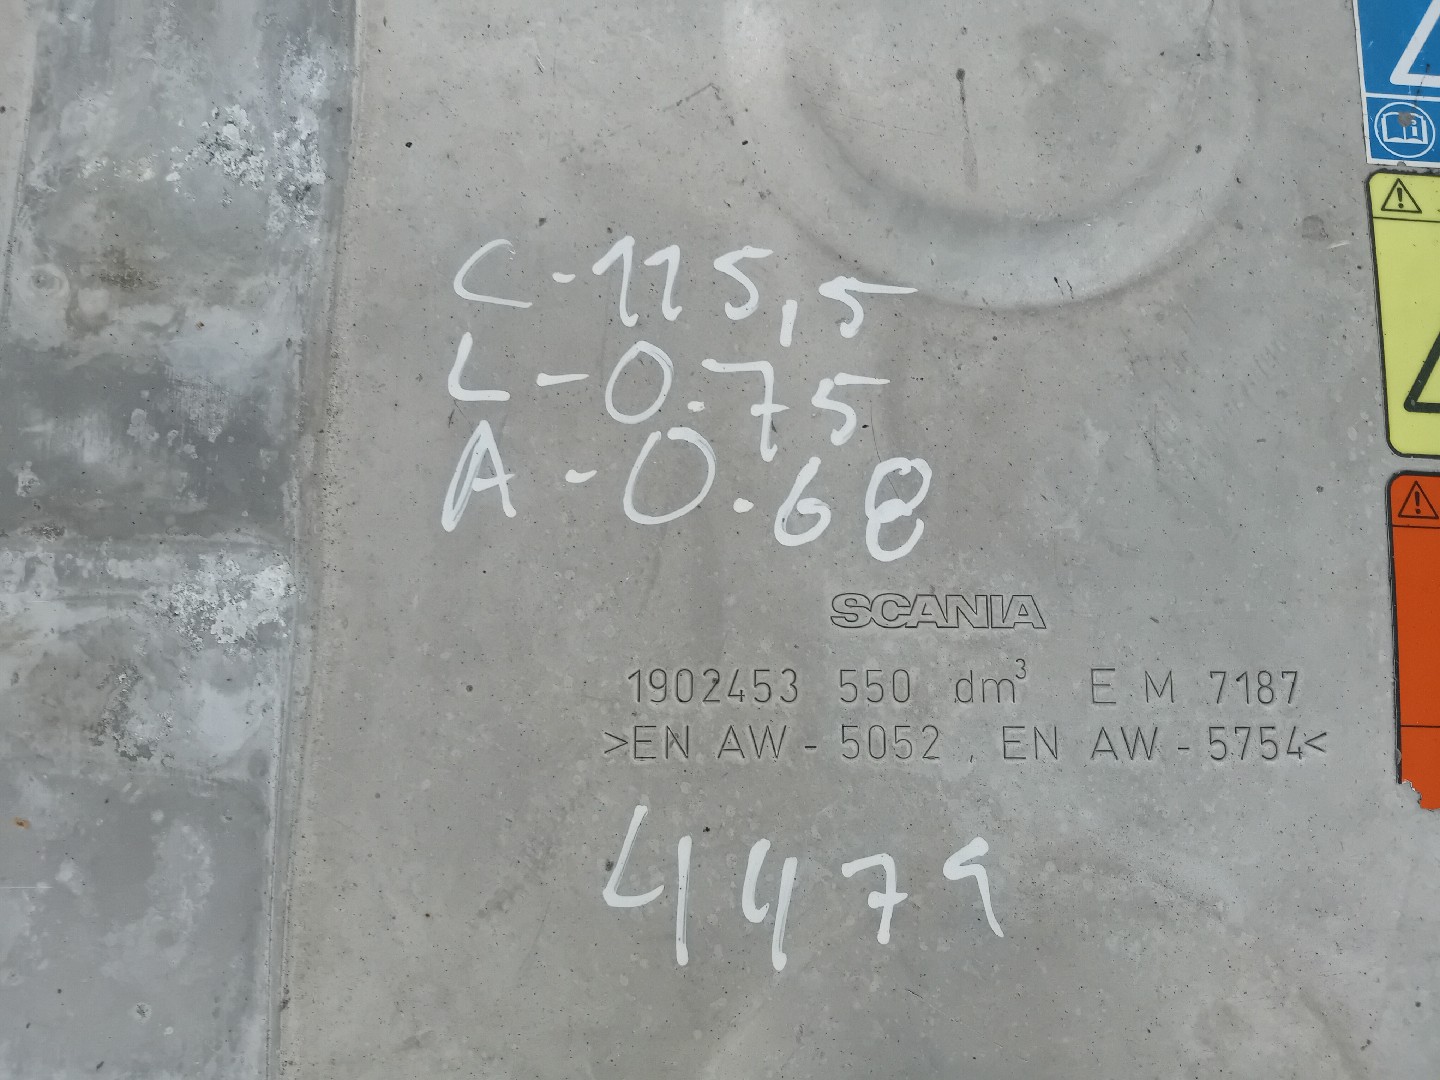 C-115,5
L-0.75
A-0.68
SCANIA
1902453 550 dm³ E M 7187
>EN AW - 5052 , EN AW - 5754<
4479